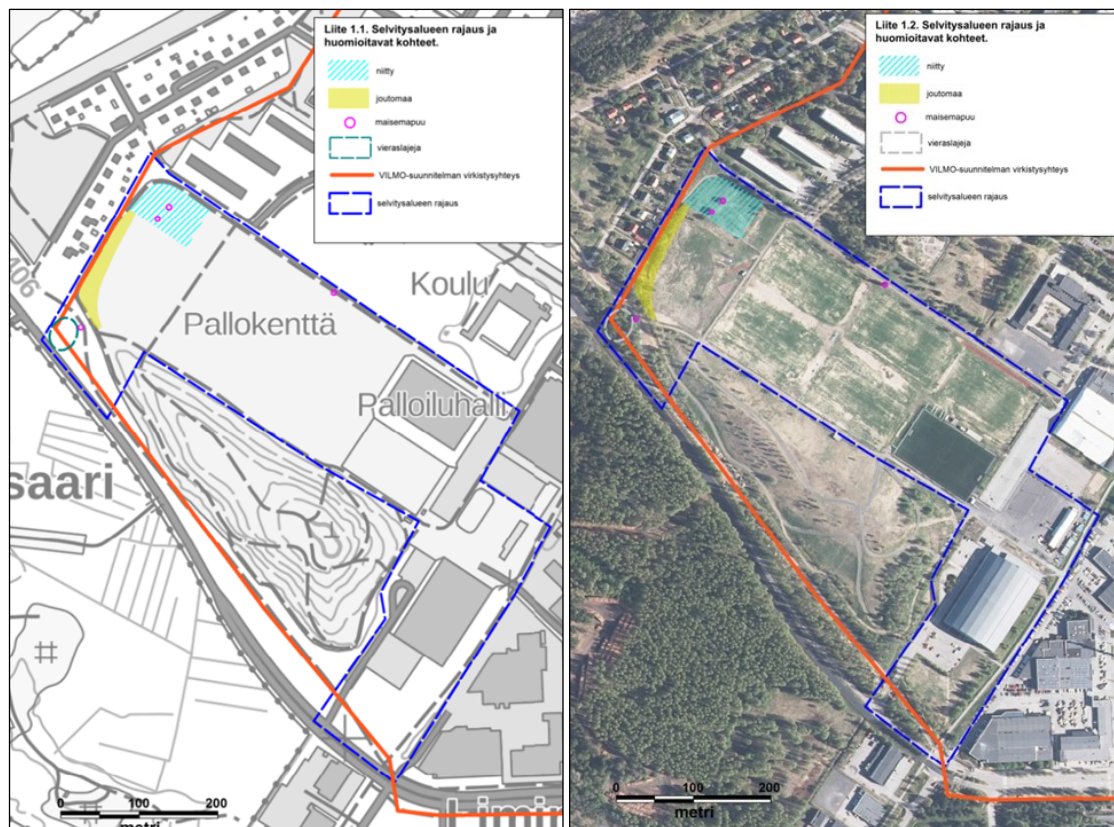 Liite 1.1. Selvitysalueen rajaus ja
huomioitavat kohteet.
niitty
joutomaa
maisemapuu
vieraslajeja
VILMO-suunnitelman virkistysyhteys
selvitysalueen rajaus
406
Koulu
Pallokenttä
Palloiluhalli
saari
0 100 200
metri
Liite 1.2. Selvitysalueen rajaus ja
huomioitavat kohteet.
niitty
joutomaa
maisemapuu
vieraslajeja
VILMO-suunnitelman virkistysyhteys
selvitysalueen rajaus
0 100 200
metri